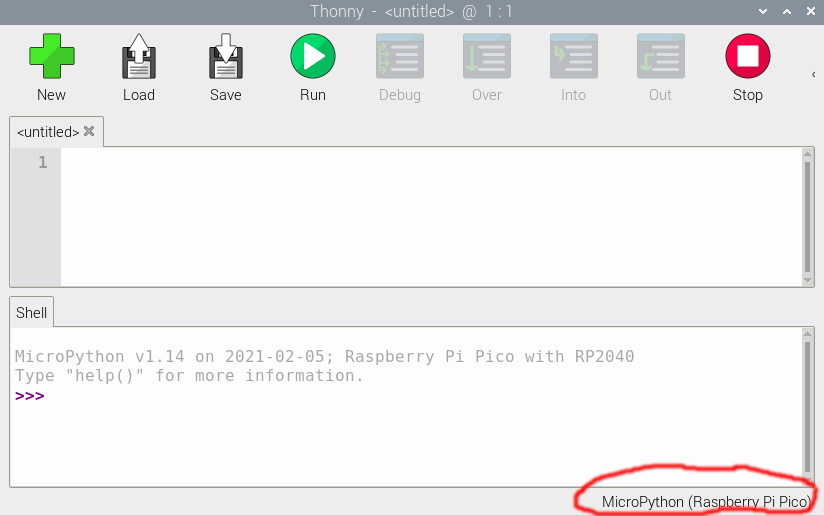 Thonny - <untitled> @ 1 : 1
New Load Save Run Debug Over Into Out Stop
<untitled>
1
Shell
MicroPython v1.14 on 2021-02-05; Raspberry Pi Pico with RP2040
Type "help()" for more information.
>>>
MicroPython (Raspberry Pi Pico)